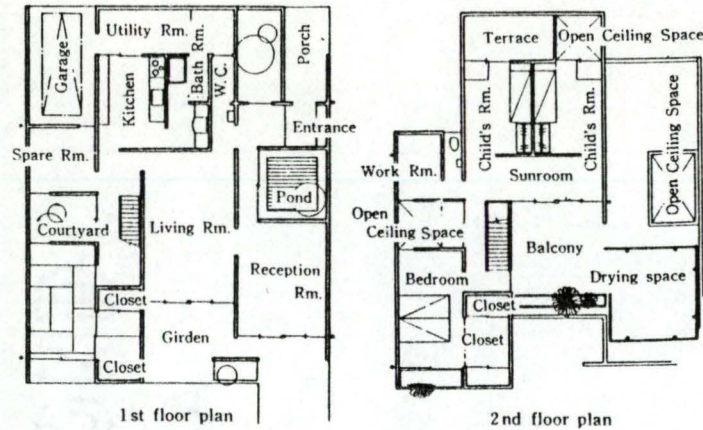 Utility Rm.
Garage
Kitchen
Bath Rm.
W.C.
Porch
Entrance
Spare Rm.
Pond
Courtyard
Living Rm.
Reception
Rm.
Closet
Girden
Closet
1st floor plan
Terrace
Open Ceiling Space
Child's Rm.
Child's Rm.
Open Ceiling Space
Work Rm.
Sunroom
Open
Ceiling Space
Balcony
Bedroom
Drying space
Closet
Closet
2nd floor plan